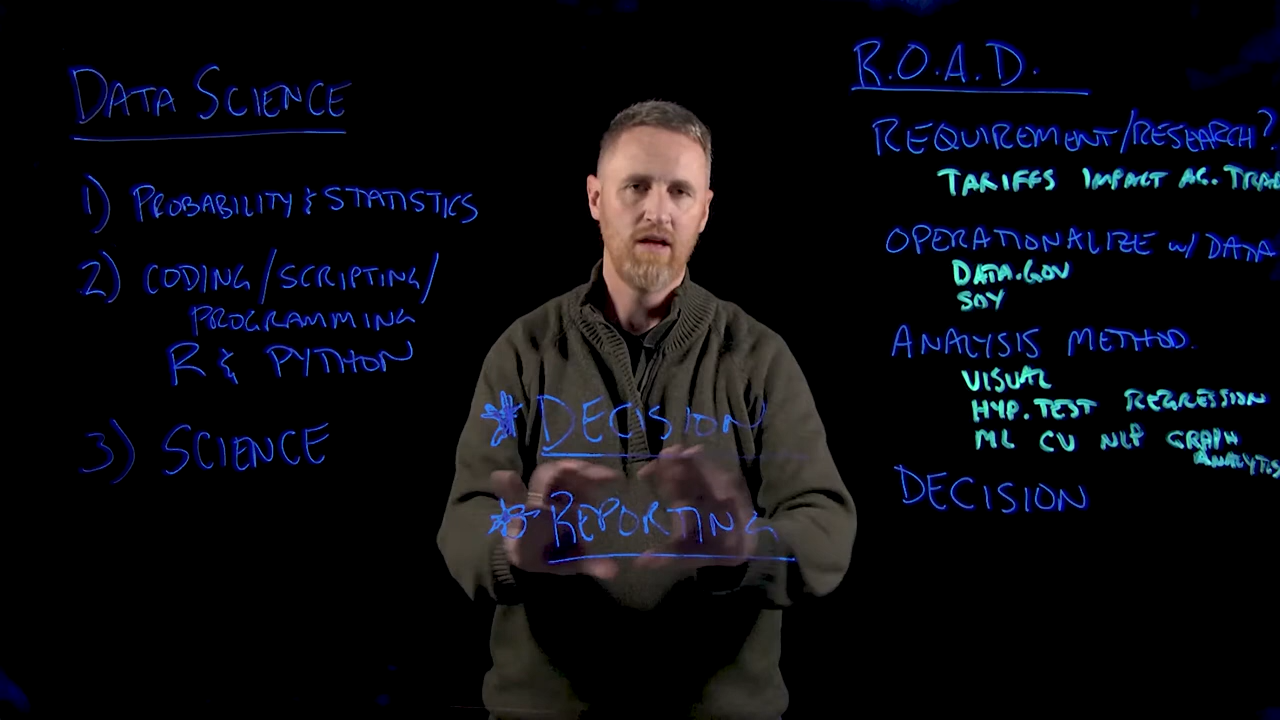 DATA SCIENCE
1) PROBABILITY & STATISTICS
2) CODING/SCRIPTING/
PROGRAMMING
R & PYTHON
3) SCIENCE
* DECISION
* REPORTING
R.O.A.D.
REQUIREMENT/RESEARCH?
TARIFFS IMPACT AG. TRAD
OPERATIONALIZE w/ DATA
DATA.GOV
SOY
ANALYSIS METHOD.
VISUAL
HYP. TEST REGRESSION
ML CV NLP GRAPH
ANALYTICS
DECISION